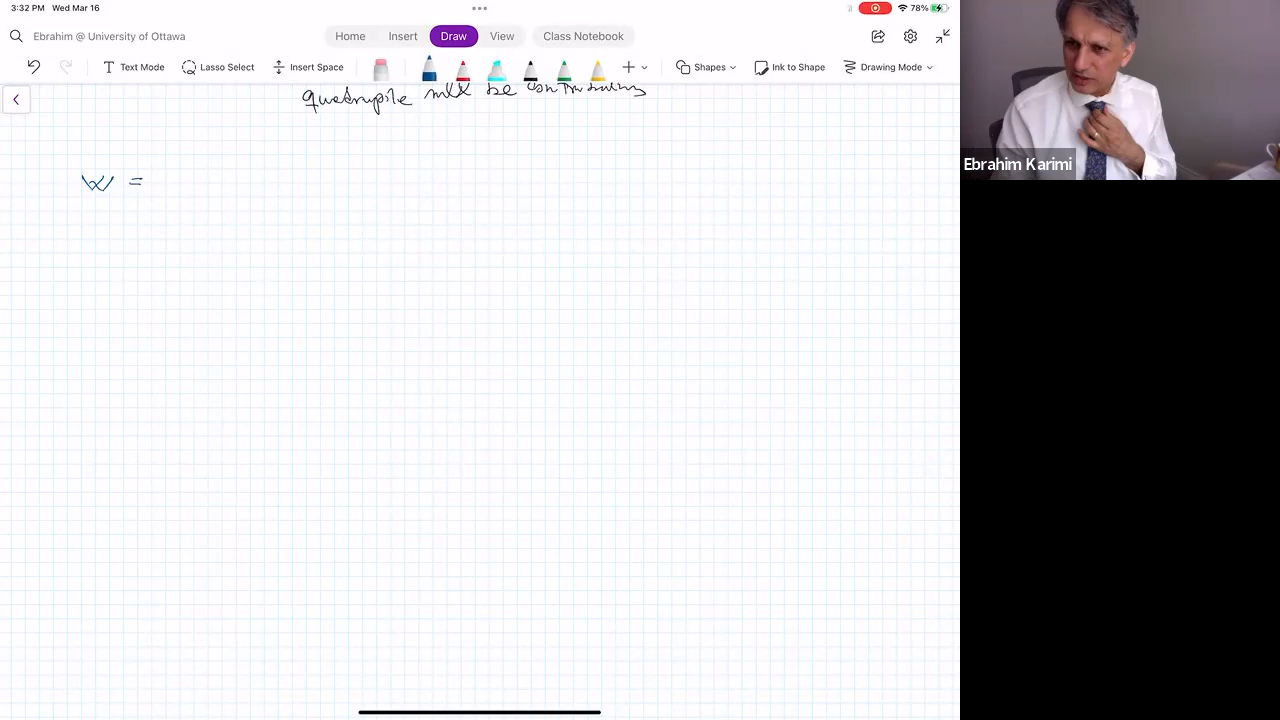 3:32 PM Wed Mar 16
78%
Ebrahim @ University of Ottawa
Home Insert Draw View Class Notebook
Text Mode Lasso Select Insert Space Shapes Ink to Shape Drawing Mode
quadrupole will be
W =
Ebrahim Karimi